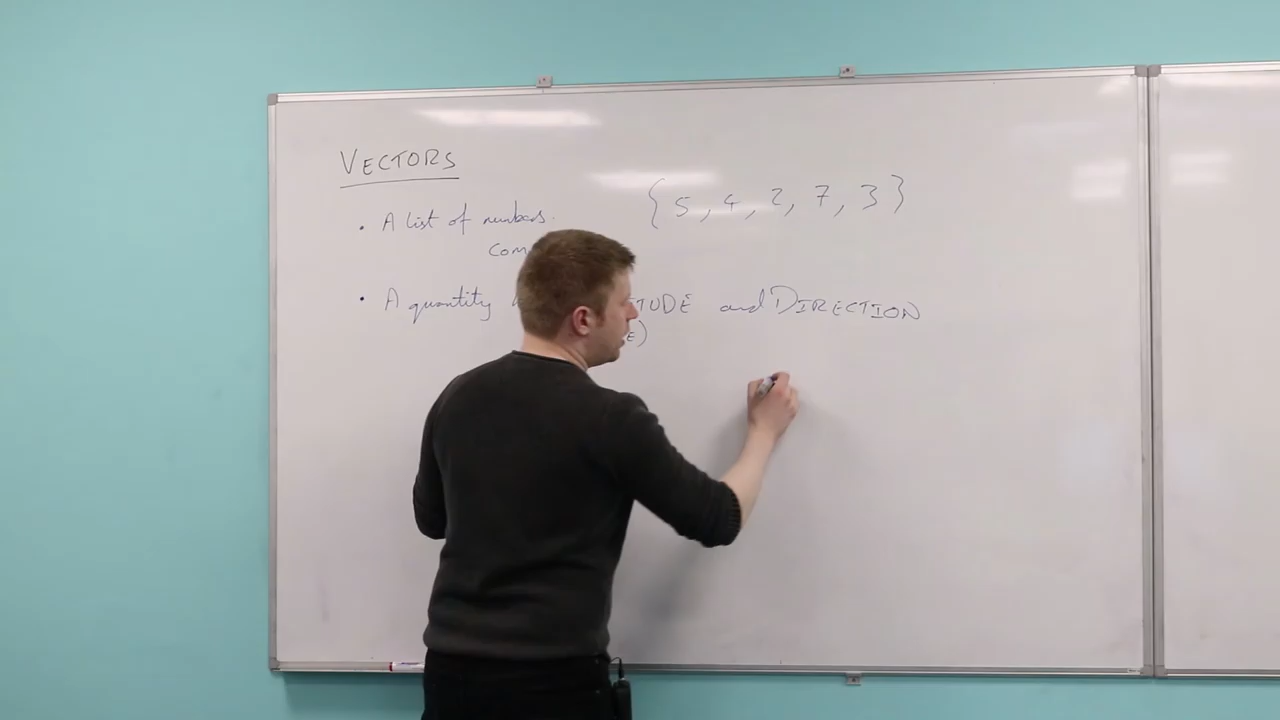 VECTORS
• A list of numbers. { 5, 4, 2, 7, 3 }
com
• A quantity TUDE and DIRECTION
E)